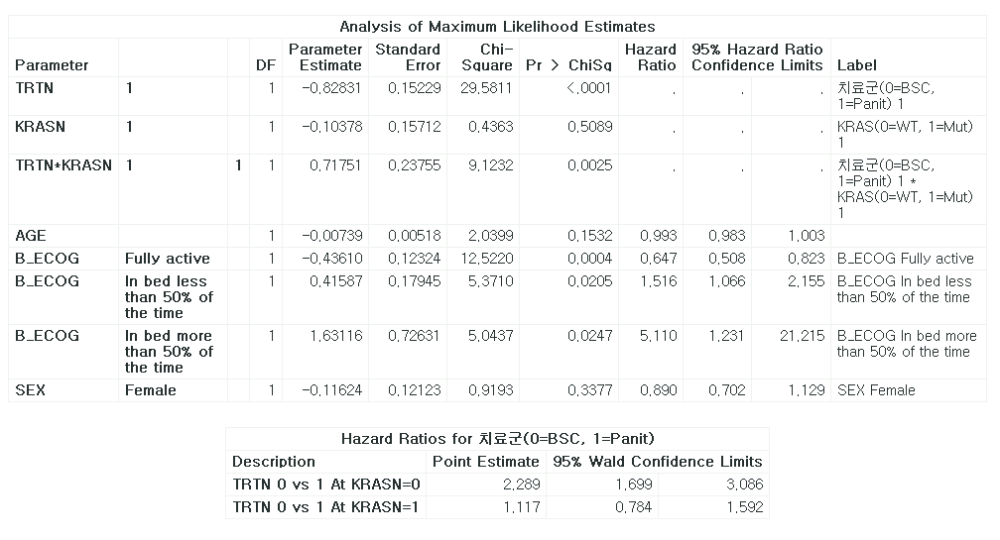 Analysis of Maximum Likelihood Estimates
Parameter DF Parameter Estimate Standard Error Chi-Square Pr > ChiSq Hazard Ratio 95% Hazard Ratio Confidence Limits Label
TRTN 1 1 -0.82831 0.15229 29.5811 <.0001 . . . 치료군(0=BSC, 1=Panit) 1
KRASN 1 1 -0.10378 0.15712 0.4363 0.5089 . . . KRAS(0=WT, 1=Mut) 1
TRTN*KRASN 1 1 1 0.71751 0.23755 9.1232 0.0025 . . . 치료군(0=BSC, 1=Panit) 1 * KRAS(0=WT, 1=Mut) 1
AGE 1 -0.00739 0.00518 2.0399 0.1532 0.993 0.983 1.003
B_ECOG Fully active 1 -0.43610 0.12324 12.5220 0.0004 0.647 0.508 0.823 B_ECOG Fully active
B_ECOG In bed less than 50% of the time 1 0.41587 0.17945 5.3710 0.0205 1.516 1.066 2.155 B_ECOG In bed less than 50% of the time
B_ECOG In bed more than 50% of the time 1 1.63116 0.72631 5.0437 0.0247 5.110 1.231 21.215 B_ECOG In bed more than 50% of the time
SEX Female 1 -0.11624 0.12123 0.9193 0.3377 0.890 0.702 1.129 SEX Female
Hazard Ratios for 치료군(0=BSC, 1=Panit)
Description Point Estimate 95% Wald Confidence Limits
TRTN 0 vs 1 At KRASN=0 2.289 1.699 3.086
TRTN 0 vs 1 At KRASN=1 1.117 0.784 1.592